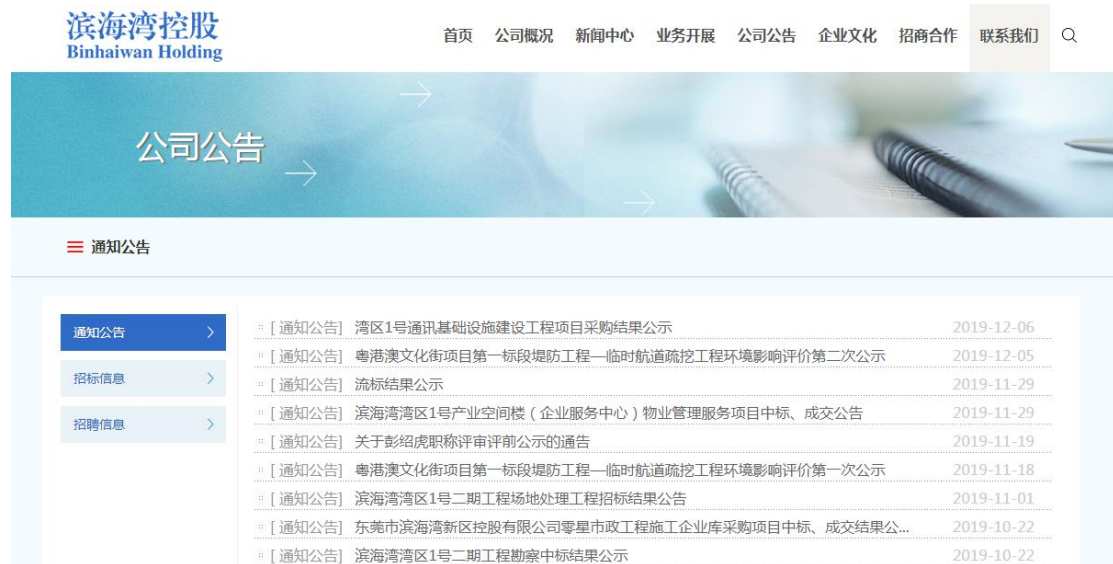 滨海湾控股
Binhaiwan Holding
首页 公司概况 新闻中心 业务开展 公司公告 企业文化 招商合作 联系我们
公司公告
通知公告
通知公告
招标信息
招聘信息
[ 通知公告] 湾区1号通讯基础设施建设工程项目采购结果公示 2019-12-06
[ 通知公告] 粤港澳文化街项目第一标段堤防工程—临时航道疏挖工程环境影响评价第二次公示 2019-12-05
[ 通知公告] 流标结果公示 2019-11-29
[ 通知公告] 滨海湾湾区1号产业空间楼（企业服务中心）物业管理服务项目中标、成交公告 2019-11-29
[ 通知公告] 关于彭绍虎职称评审评前公示的通告 2019-11-19
[ 通知公告] 粤港澳文化街项目第一标段堤防工程—临时航道疏挖工程环境影响评价第一次公示 2019-11-18
[ 通知公告] 滨海湾湾区1号二期工程场地处理工程招标结果公告 2019-11-01
[ 通知公告] 东莞市滨海湾新区控股有限公司零星市政工程施工企业库采购项目中标、成交结果公... 2019-10-22
[ 通知公告] 滨海湾湾区1号二期工程勘察中标结果公示 2019-10-22